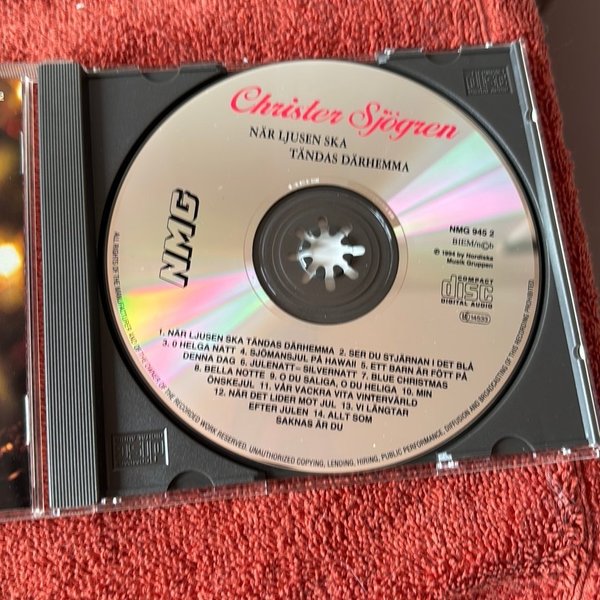 Christer Sjögren
NÄR LJUSEN SKA
TÄNDAS DÄRHEMMA
NMG
NMG 945 2
BIEM/n©b
℗ 1994 by Nordiska
Musik Gruppen
COMPACT
disc
DIGITAL AUDIO
14533
1. NÄR LJUSEN SKA TÄNDAS DÄRHEMMA 2. SER DU STJÄRNAN I DET BLÅ
3. O HELGA NATT 4. SJÖMANSJUL PÅ HAWAII 5. ETT BARN ÄR FÖTT PÅ
DENNA DAG 6. JULENATT– SILVERNATT 7. BLUE CHRISTMAS
8. BELLA NOTTE 9. O DU SALIGA, O DU HELIGA 10. MIN
ÖNSKEJUL 11. VÅR VACKRA VITA VINTERVÄRLD
12. NÄR DET LIDER MOT JUL 13. VI LÄNGTAR
EFTER JULEN 14. ALLT SOM
SAKNAS ÄR DU
ALL RIGHTS OF THE MANUFACTURER AND OF THE OWNER OF THE RECORDED WORK RESERVED. UNAUTHORIZED COPYING, LENDING, HIRING, PUBLIC PERFORMANCE, DIFFUSION AND BROADCASTING OF THIS RECORD PROHIBITED.